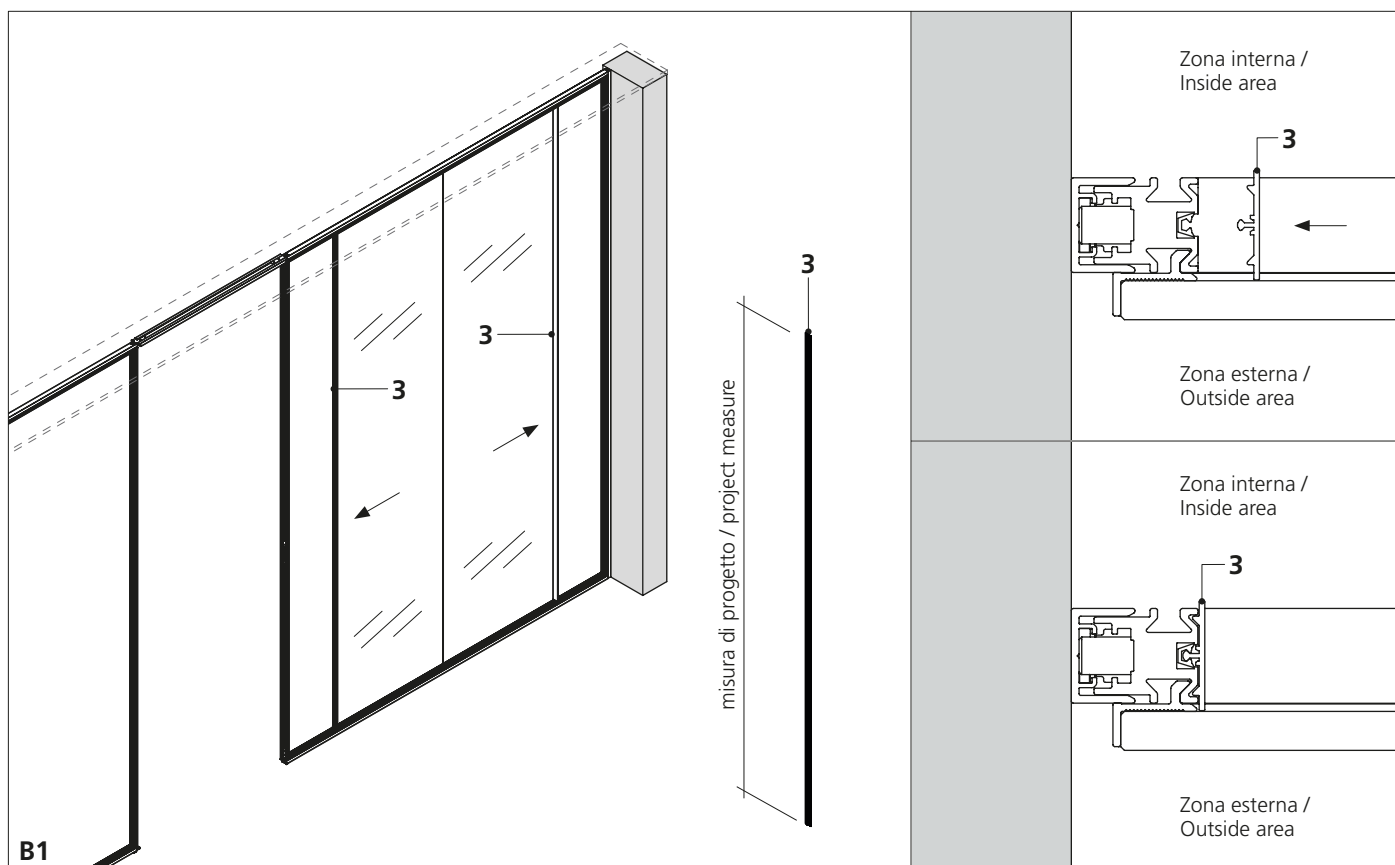 Zona interna /
Inside area
3
Zona esterna /
Outside area
3
3
3
misura di progetto / project measure
Zona interna /
Inside area
3
Zona esterna /
Outside area
B1